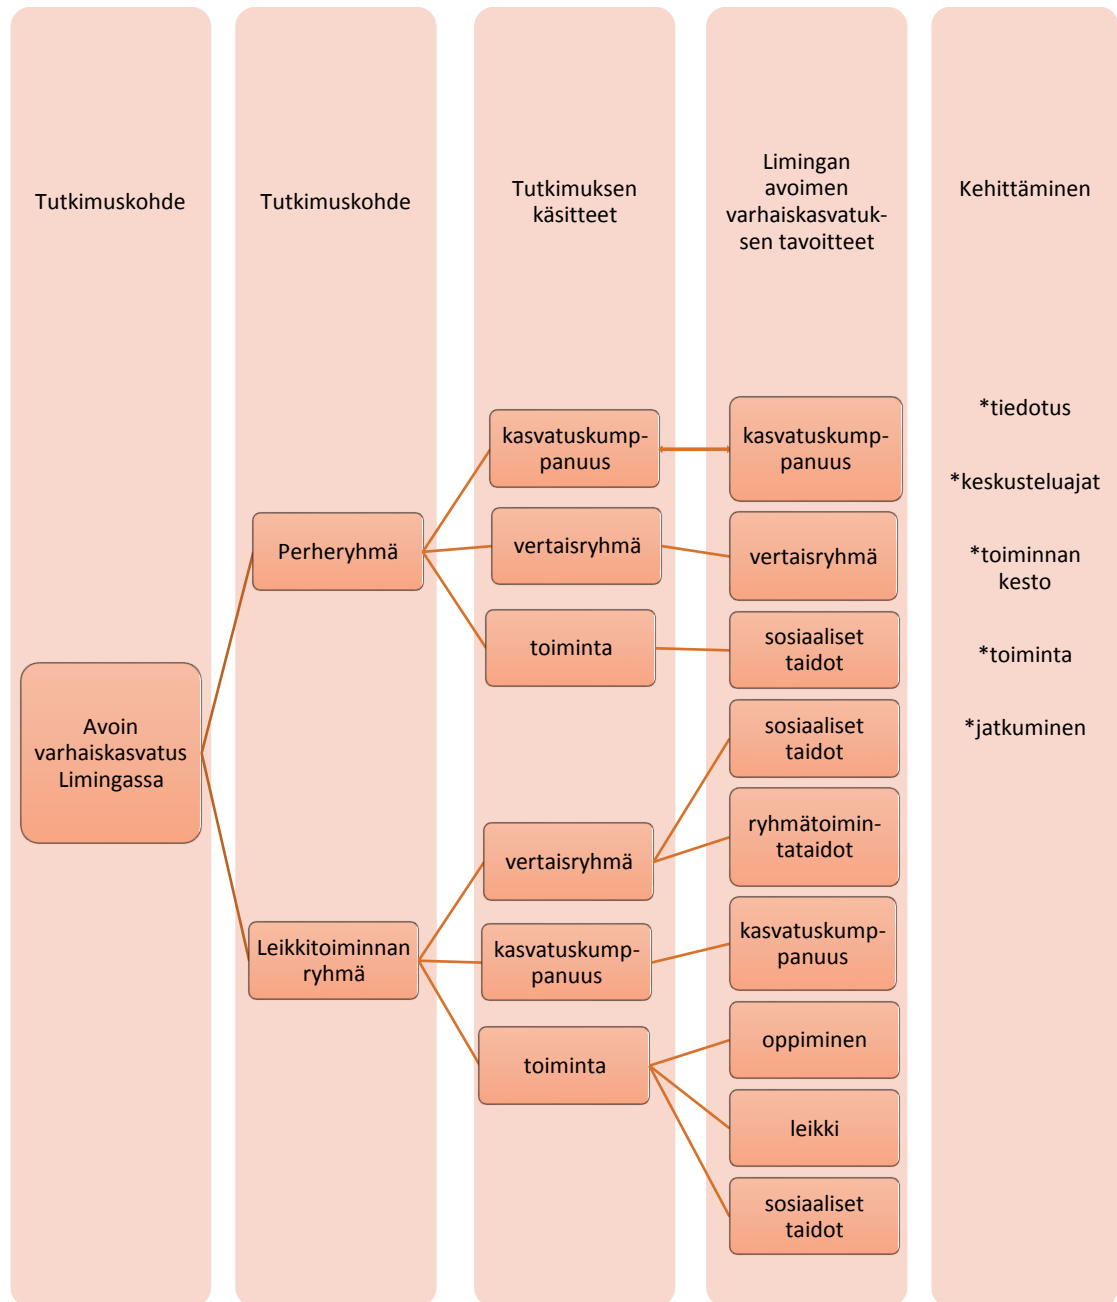 Tutkimuskohde
Tutkimuskohde
Tutkimuksen
käsitteet
Limingan
avoimen
varhaiskasvatuk-
sen tavoitteet
Kehittäminen
Avoin
varhaiskasvatus
Limingassa
Perheryhmä
Leikkitoiminnan
ryhmä
kasvatuskump-
panuus
vertaisryhmä
toiminta
vertaisryhmä
kasvatuskump-
panuus
toiminta
kasvatuskump-
panuus
vertaisryhmä
sosiaaliset
taidot
sosiaaliset
taidot
ryhmätoimin-
tataidot
kasvatuskump-
panuus
oppiminen
leikki
sosiaaliset
taidot
*tiedotus
*keskusteluajat
*toiminnan
kesto
*toiminta
*jatkuminen